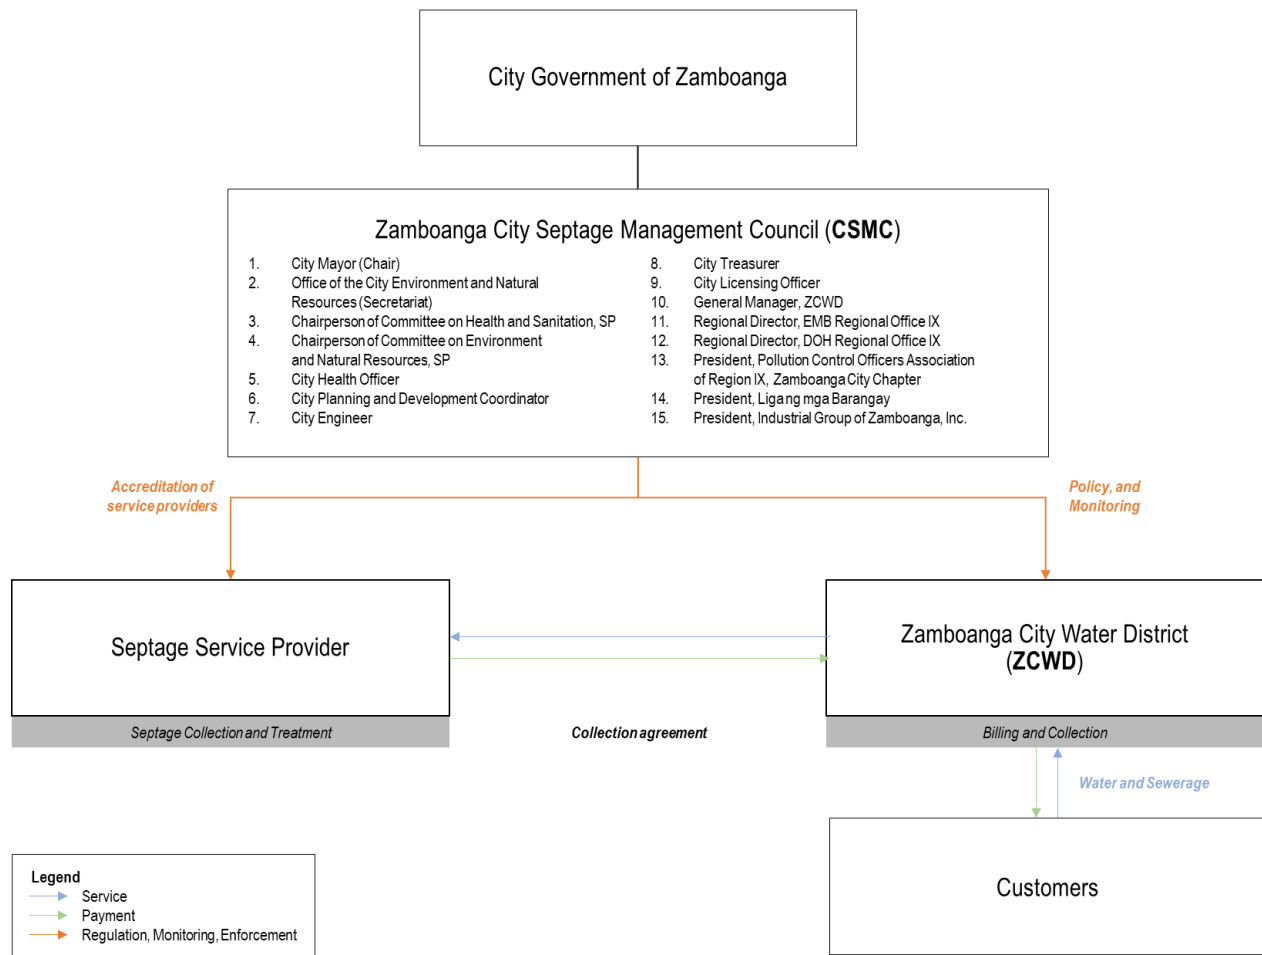 City Government of Zamboanga
Zamboanga City Septage Management Council (CSMC)
1. City Mayor (Chair)
2. Office of the City Environment and Natural
Resources (Secretariat)
3. Chairperson of Committee on Health and Sanitation, SP
4. Chairperson of Committee on Environment
and Natural Resources, SP
5. City Health Officer
6. City Planning and Development Coordinator
7. City Engineer
8. City Treasurer
9. City Licensing Officer
10. General Manager, ZCWD
11. Regional Director, EMB Regional Office IX
12. Regional Director, DOH Regional Office IX
13. President, Pollution Control Officers Association
of Region IX, Zamboanga City Chapter
14. President, Liga ng mga Barangay
15. President, Industrial Group of Zamboanga, Inc.
Accreditation of
service providers
Policy, and
Monitoring
Septage Service Provider
Septage Collection and Treatment
Collection agreement
Zamboanga City Water District
(ZCWD)
Billing and Collection
Water and Sewerage
Customers
Legend
Service
Payment
Regulation, Monitoring, Enforcement